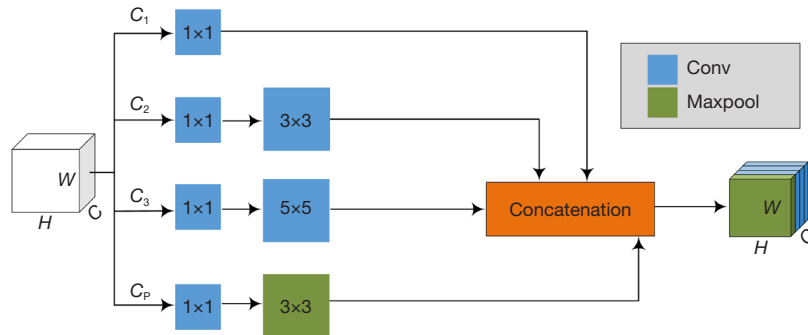 C₁
1×1
C₂
1×1
3×3
C₃
1×1
5×5
Cₚ
1×1
3×3
W
H
C
Concatenation
Conv
Maxpool
W
H
C